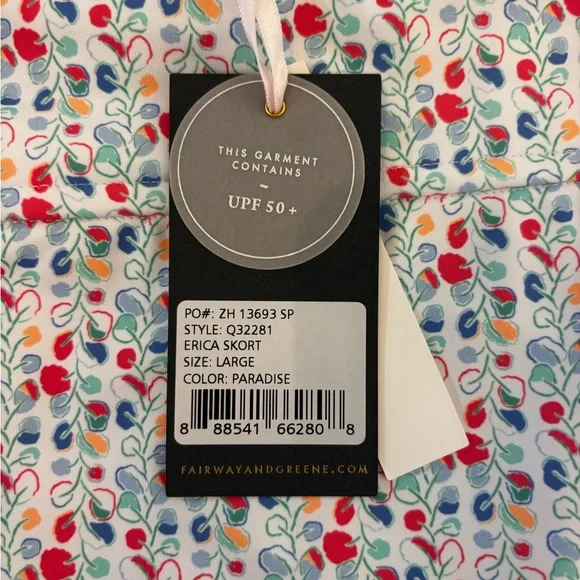 THIS GARMENT
CONTAINS
~
UPF 50+
PO#: ZH 13693 SP
STYLE: Q32281
ERICA SKORT
SIZE: LARGE
COLOR: PARADISE
8 88541 66280 8
FAIRWAYANDGREENE.COM